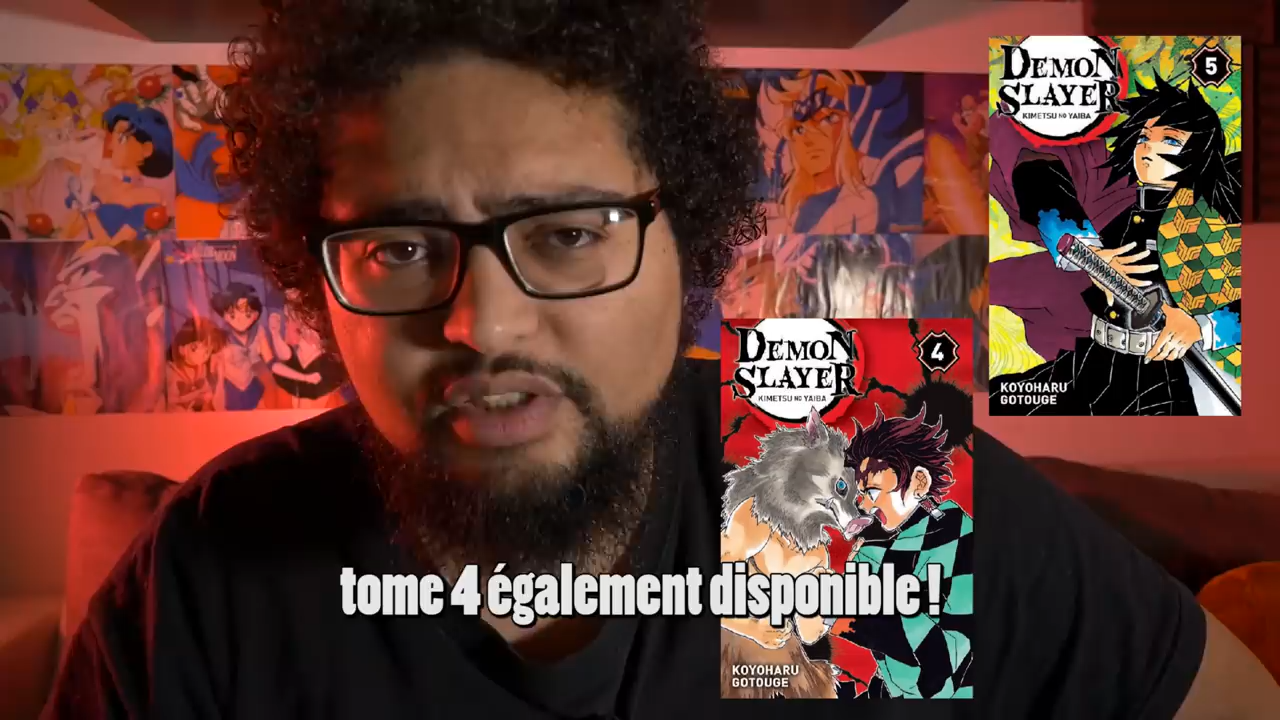 DEMON
SLAYER
KIMETSU NO YAIBA
5
KOYOHARU
GOTOUGE
DEMON
SLAYER
KIMETSU NO YAIBA
4
KOYOHARU
GOTOUGE
tome 4 également disponible !
MOON